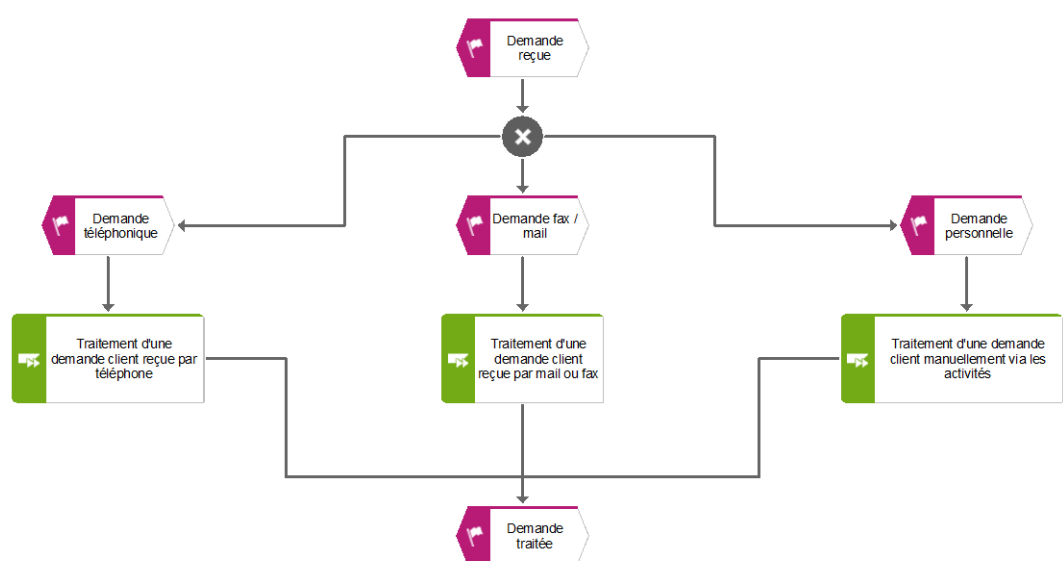 Demande
reçue
Demande
téléphonique
Demande fax /
mail
Demande
personnelle
Traitement d'une
demande client reçue par
téléphone
Traitement d'une
demande client
reçue par mail ou fax
Traitement d'une demande
client manuellement via les
activités
Demande
traitée